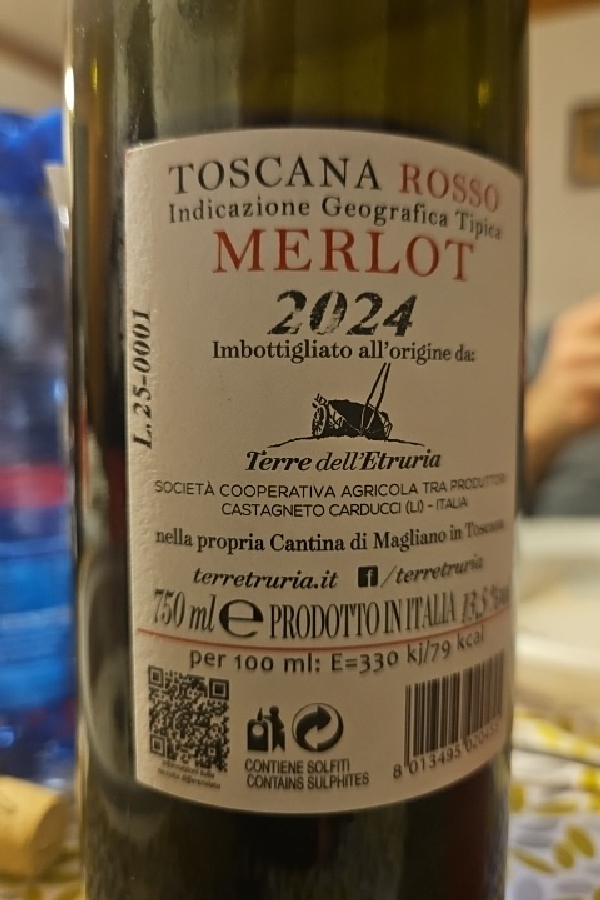 TOSCANA ROSSO
Indicazione Geografica Tipica
MERLOT
2024
Imbottigliato all'origine da:
L.25-0001
Terre dell'Etruria
SOCIETÀ COOPERATIVA AGRICOLA TRA PRODUTTORI
CASTAGNETO CARDUCCI (LI) - ITALIA
nella propria Cantina di Magliano in Toscana
terretruria.it f /terretruria
750 ml e PRODOTTO IN ITALIA 13,5%
per 100 ml: E=330 kj/79 kcal
CONTIENE SOLFITI
CONTAINS SULPHITES
8 013495